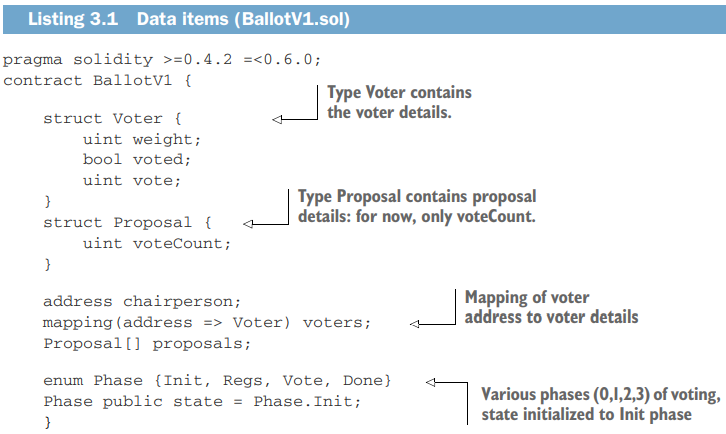 Listing 3.1 Data items (BallotV1.sol)
pragma solidity >=0.4.2 =<0.6.0;
contract BallotV1 {
Type Voter contains
the voter details.
    struct Voter {
        uint weight;
        bool voted;
        uint vote;
    }
Type Proposal contains proposal
details: for now, only voteCount.
    struct Proposal {
        uint voteCount;
    }
    address chairperson;
    mapping(address => Voter) voters;
    Proposal[] proposals;
Mapping of voter
address to voter details
    enum Phase {Init, Regs, Vote, Done}
    Phase public state = Phase.Init;
    }
Various phases (0,1,2,3) of voting,
state initialized to Init phase